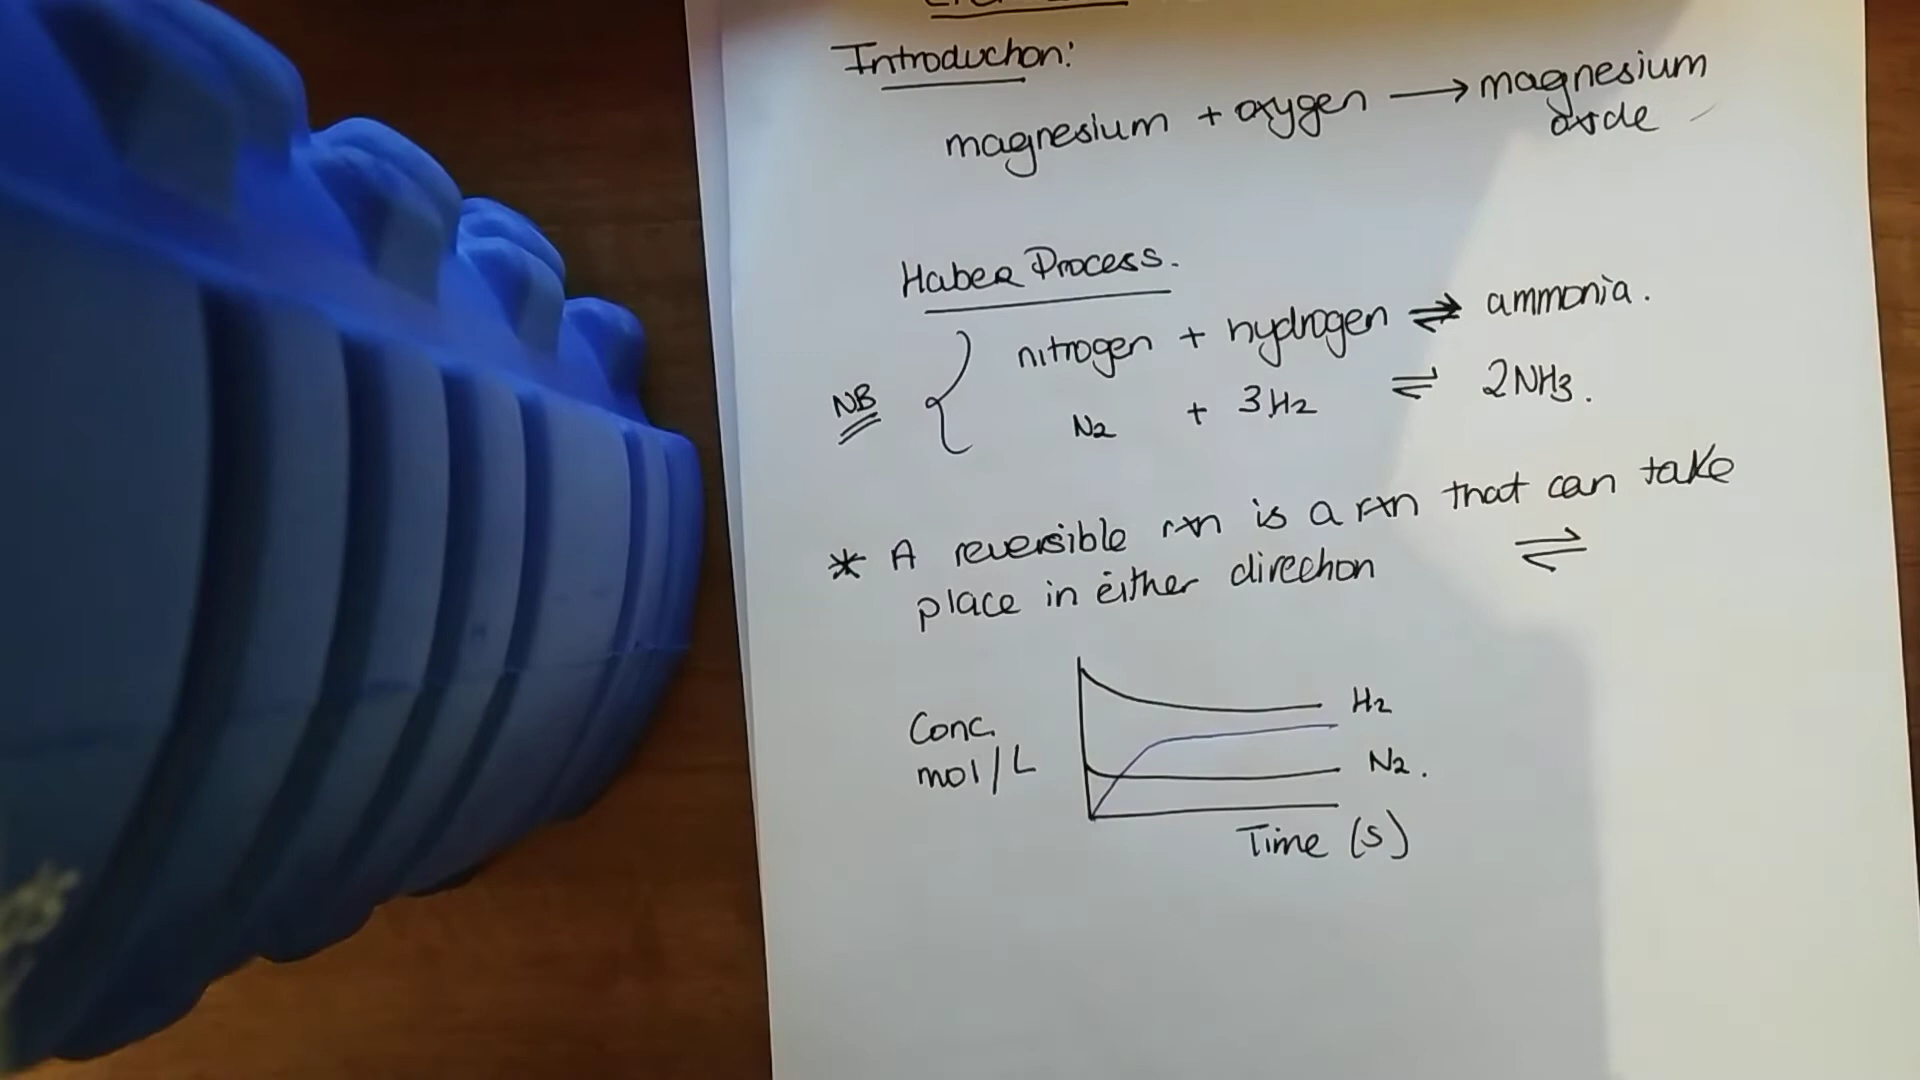 Introduction:
magnesium + oxygen → magnesium
oxide
Haber Process.
nitrogen + hydrogen ⇌ ammonia.
NB
N2 + 3H2 ⇌ 2NH3.
* A reversible rxn is a rxn that can take
place in either direction ⇌
H2
Conc.
mol/L
N2.
Time (s)